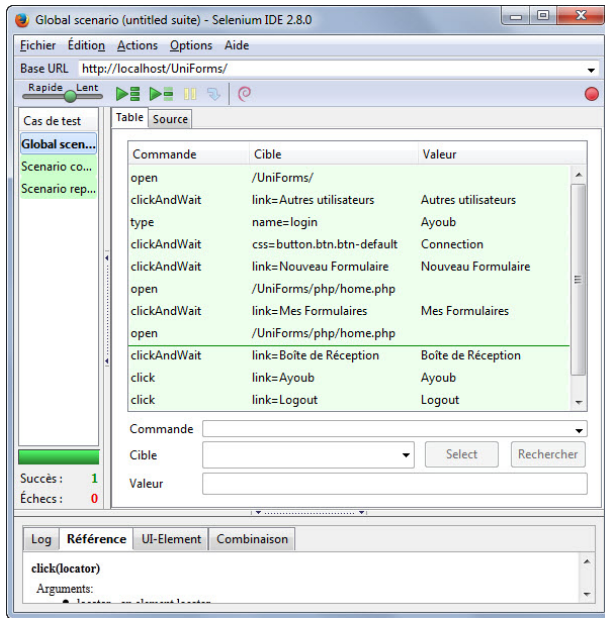 Global scenario (untitled suite) - Selenium IDE 2.8.0
Fichier Édition Actions Options Aide
Base URL http://localhost/UniForms/
Rapide Lent
Cas de test
Global scen...
Scenario co...
Scenario rep...
Table Source
Commande Cible Valeur
open /UniForms/
clickAndWait link=Autres utilisateurs Autres utilisateurs
type name=login Ayoub
clickAndWait css=button.btn.btn-default Connection
clickAndWait link=Nouveau Formulaire Nouveau Formulaire
open /UniForms/php/home.php
clickAndWait link=Mes Formulaires Mes Formulaires
open /UniForms/php/home.php
clickAndWait link=Boîte de Réception Boîte de Réception
click link=Ayoub Ayoub
click link=Logout Logout
Commande
Cible Select Rechercher
Valeur
Succès : 1
Échecs : 0
Log Référence UI-Element Combinaison
click(locator)
Arguments: